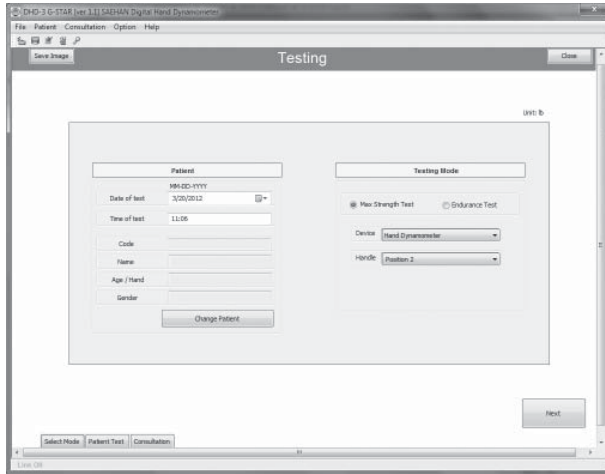 DHD-3 G-STAR [ver 1.1] SAEHAN Digital Hand Dynamometer
File Patient Consultation Option Help
Save Image
Testing
Close
Unit: lb
Patient
MM-DD-YYYY
Date of test 3/20/2012
Time of test 11:06
Code
Name
Age / Hand
Gender
Change Patient
Testing Mode
Max Strength Test Endurance Test
Device Hand Dynamometer
Handle Position 2
Next
Select Mode Patient Test Consultation
Line Off